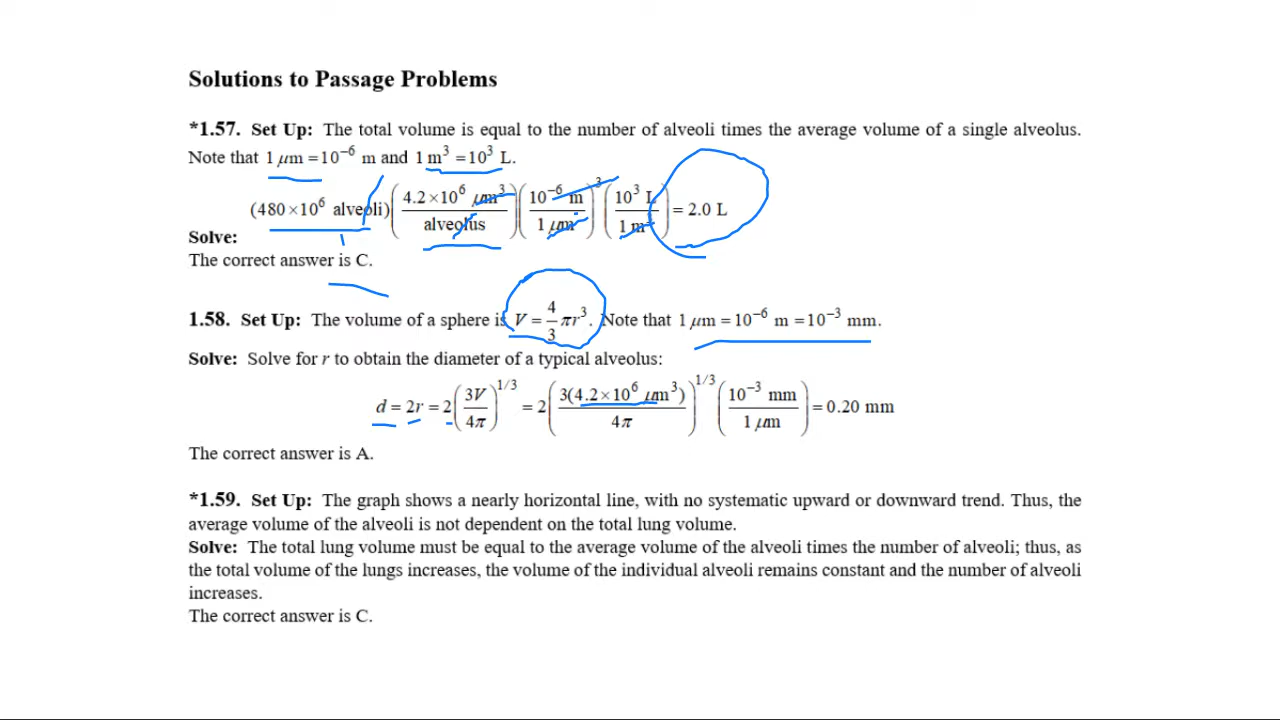 Solutions to Passage Problems
*1.57. Set Up: The total volume is equal to the number of alveoli times the average volume of a single alveolus.
Note that 1 μm = 10⁻⁶ m and 1 m³ = 10³ L.
(480 × 10⁶ alveoli)(4.2 × 10⁶ μm³ / alveolus)(10⁻⁶ m / 1 μm)³(10³ L / 1 m³) = 2.0 L
Solve:
The correct answer is C.
1.58. Set Up: The volume of a sphere is V = 4/3 πr³. Note that 1 μm = 10⁻⁶ m = 10⁻³ mm.
Solve: Solve for r to obtain the diameter of a typical alveolus:
d = 2r = 2(3V / 4π)^1/3 = 2(3(4.2 × 10⁶ μm³) / 4π)^1/3 (10⁻³ mm / 1 μm) = 0.20 mm
The correct answer is A.
*1.59. Set Up: The graph shows a nearly horizontal line, with no systematic upward or downward trend. Thus, the
average volume of the alveoli is not dependent on the total lung volume.
Solve: The total lung volume must be equal to the average volume of the alveoli times the number of alveoli; thus, as
the total volume of the lungs increases, the volume of the individual alveoli remains constant and the number of alveoli
increases.
The correct answer is C.